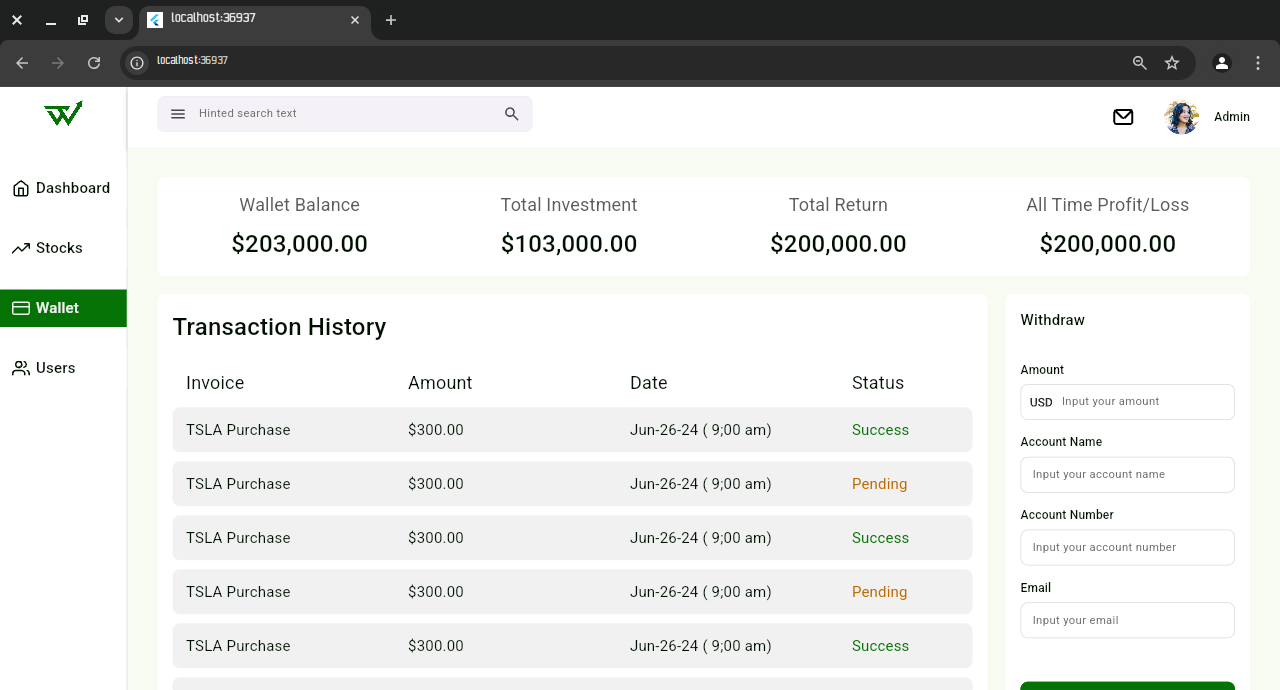 localhost:36937
localhost:36937
Hinted search text
Admin
Dashboard
Stocks
Wallet
Users
Wallet Balance
$203,000.00
Total Investment
$103,000.00
Total Return
$200,000.00
All Time Profit/Loss
$200,000.00
Transaction History
Invoice Amount Date Status
TSLA Purchase $300.00 Jun-26-24 ( 9;00 am) Success
TSLA Purchase $300.00 Jun-26-24 ( 9;00 am) Pending
TSLA Purchase $300.00 Jun-26-24 ( 9;00 am) Success
TSLA Purchase $300.00 Jun-26-24 ( 9;00 am) Pending
TSLA Purchase $300.00 Jun-26-24 ( 9;00 am) Success
Withdraw
Amount
USD Input your amount
Account Name
Input your account name
Account Number
Input your account number
Email
Input your email